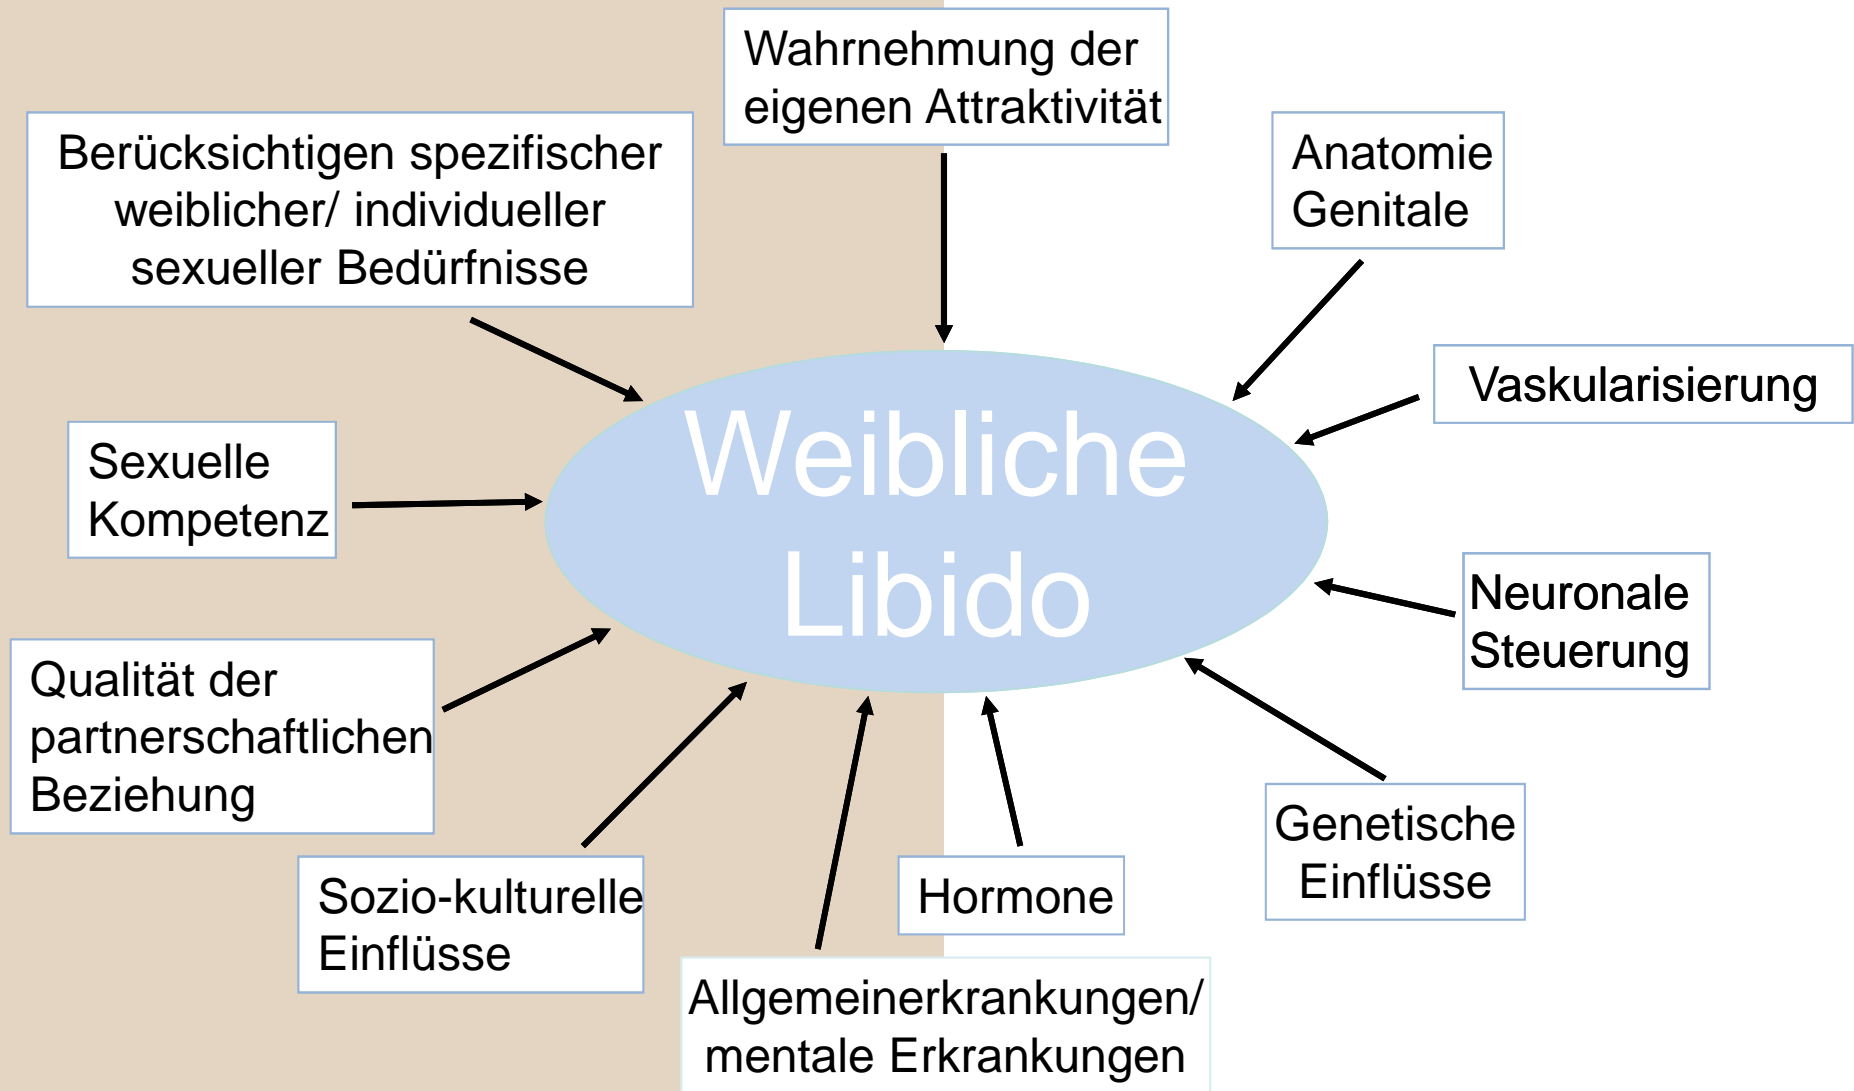 Wahrnehmung der
eigenen Attraktivität
Berücksichtigen spezifischer
weiblicher/ individueller
sexueller Bedürfnisse
Anatomie
Genitale
Vaskularisierung
Weibliche
Libido
Sexuelle
Kompetenz
Neuronale
Steuerung
Qualität der
partnerschaftlichen
Beziehung
Genetische
Einflüsse
Sozio-kulturelle
Einflüsse
Hormone
Allgemeinerkrankungen/
mentale Erkrankungen